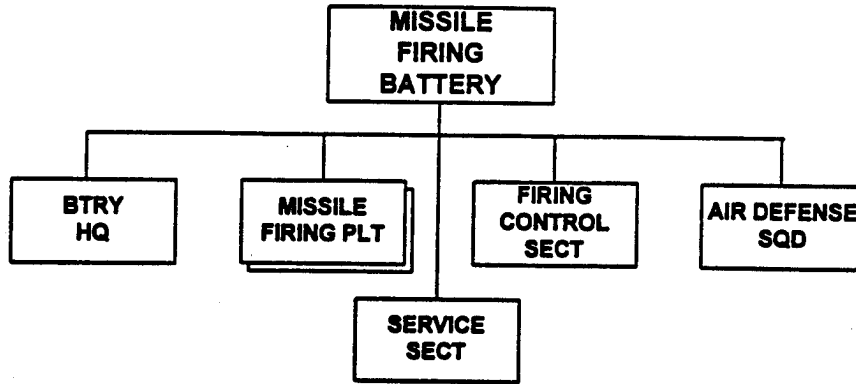 MISSILE
FIRING
BATTERY
BTRY
HQ
MISSILE
FIRING PLT
FIRING
CONTROL
SECT
AIR DEFENSE
SQD
SERVICE
SECT